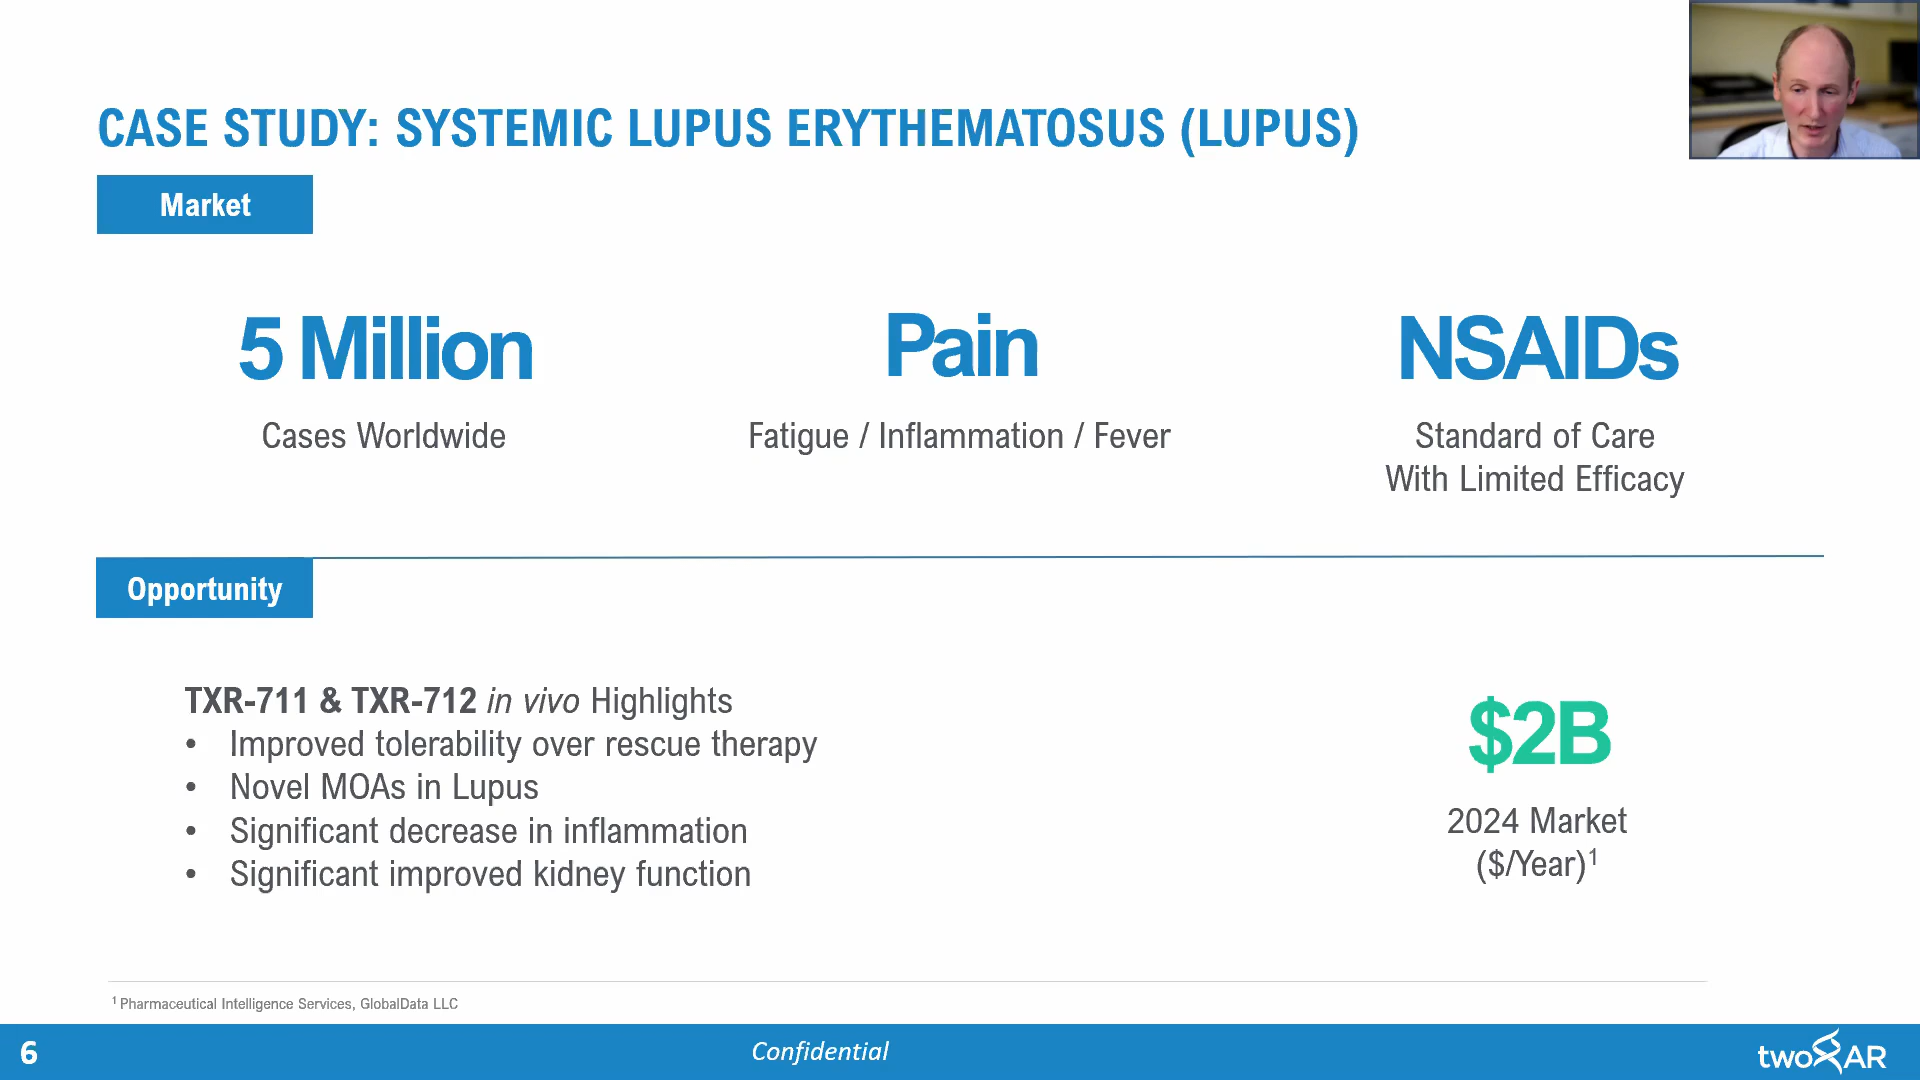 CASE STUDY: SYSTEMIC LUPUS ERYTHEMATOSUS (LUPUS)
Market
5 Million
Cases Worldwide
Pain
Fatigue / Inflammation / Fever
NSAIDs
Standard of Care
With Limited Efficacy
Opportunity
TXR-711 & TXR-712 in vivo Highlights
• Improved tolerability over rescue therapy
• Novel MOAs in Lupus
• Significant decrease in inflammation
• Significant improved kidney function
$2B
2024 Market
($/Year)¹
¹ Pharmaceutical Intelligence Services, GlobalData LLC
6
Confidential
twoXAR